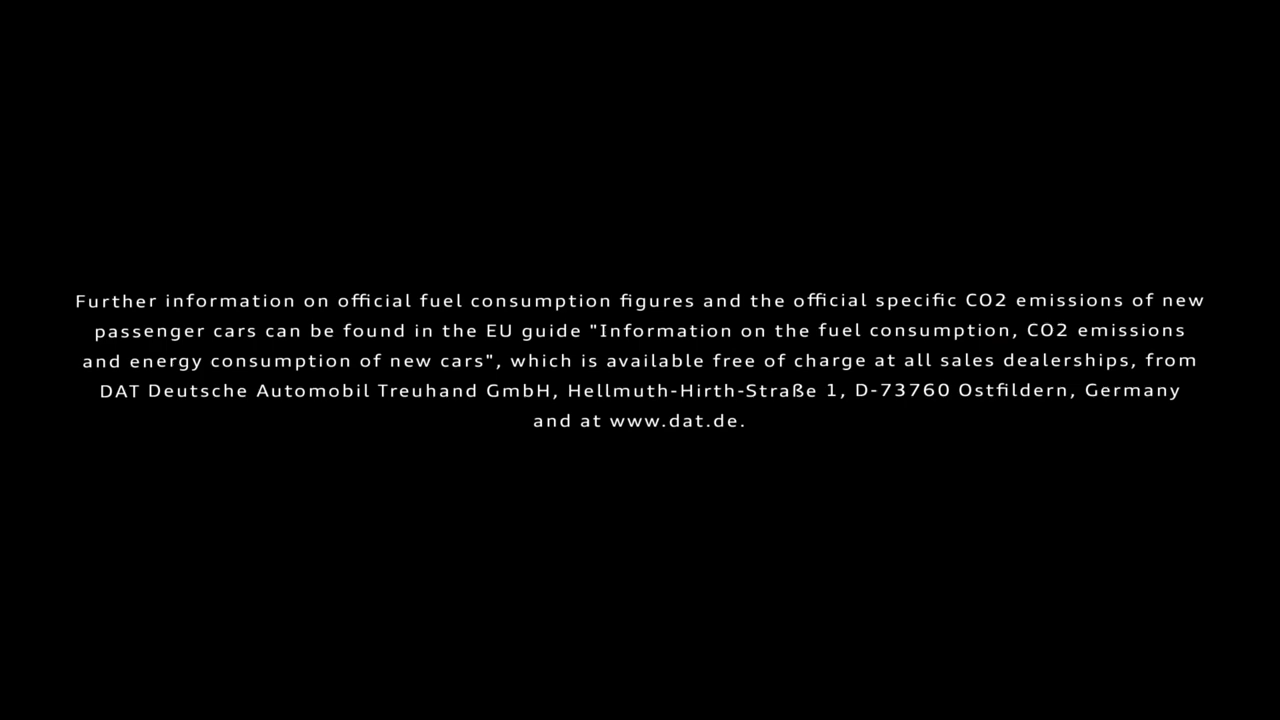 Further information on official fuel consumption figures and the official specific CO2 emissions of new
passenger cars can be found in the EU guide "Information on the fuel consumption, CO2 emissions
and energy consumption of new cars", which is available free of charge at all sales dealerships, from
DAT Deutsche Automobil Treuhand GmbH, Hellmuth-Hirth-Straße 1, D-73760 Ostfildern, Germany
and at www.dat.de.